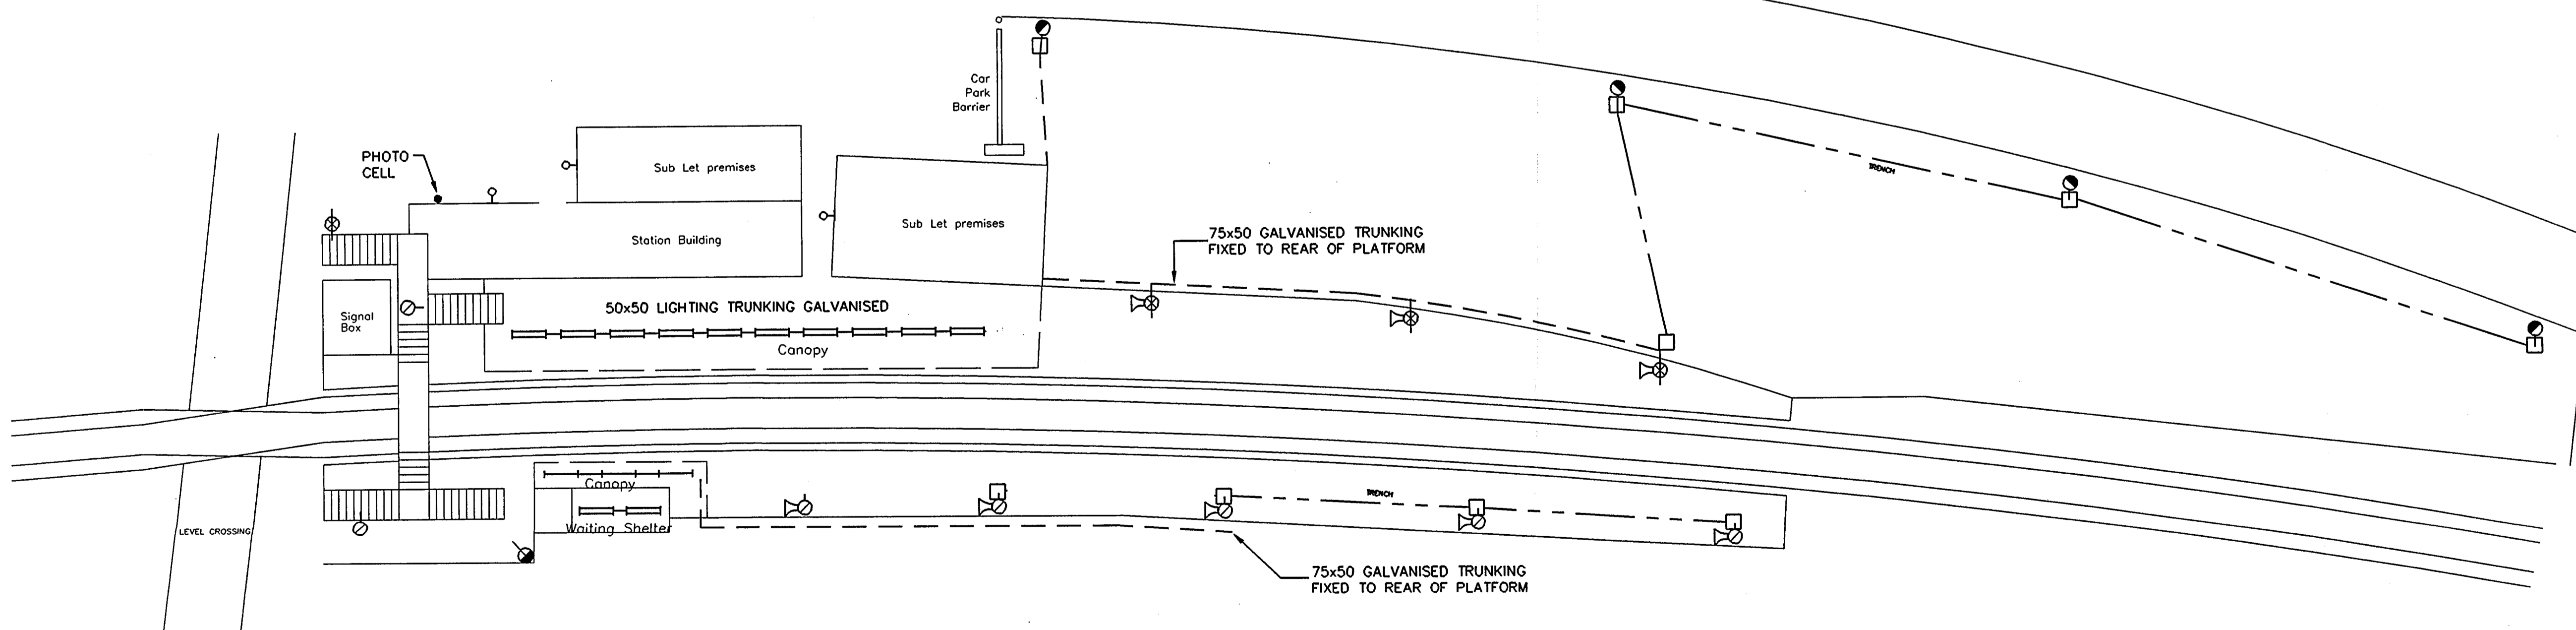 Car
Park
Barrier
PHOTO
CELL
Sub Let premises
TRENCH
Sub Let premises
Station Building
75x50 GALVANISED TRUNKING
FIXED TO REAR OF PLATFORM
50x50 LIGHTING TRUNKING GALVANISED
Signal
Box
Canopy
Canopy
TRENCH
Waiting Shelter
LEVEL CROSSING
75x50 GALVANISED TRUNKING
FIXED TO REAR OF PLATFORM